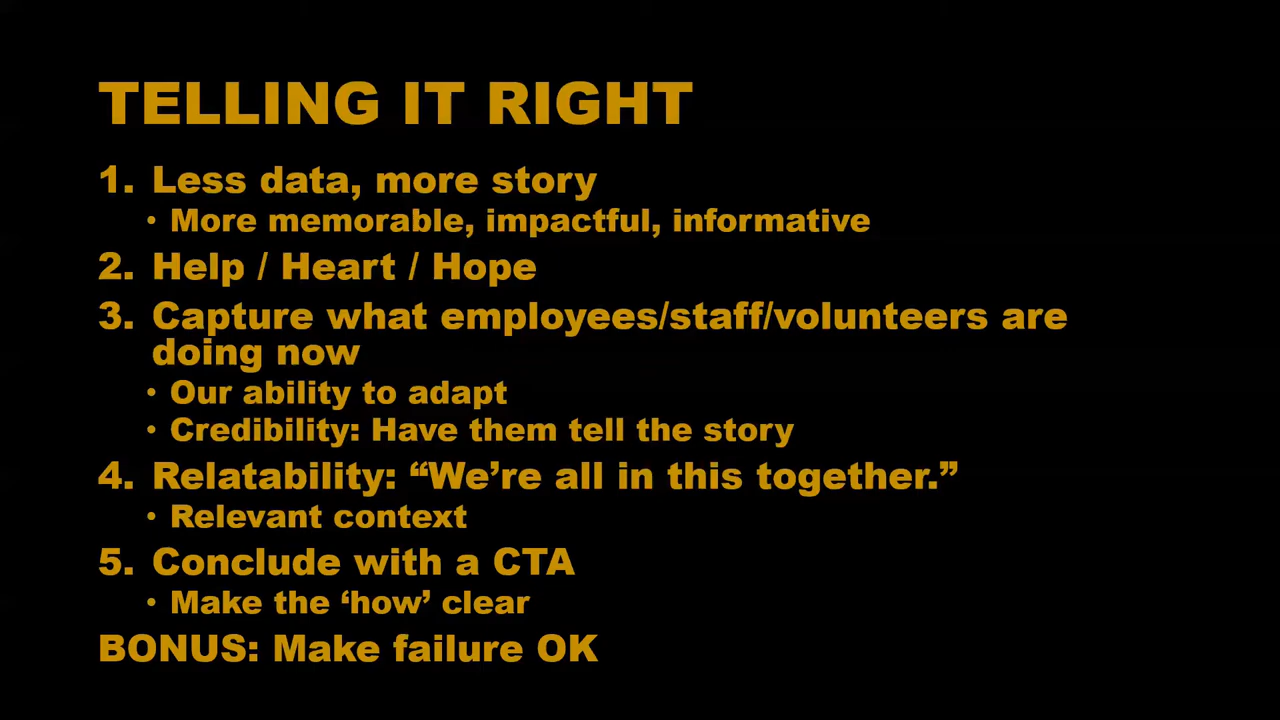 TELLING IT RIGHT
1. Less data, more story
• More memorable, impactful, informative
2. Help / Heart / Hope
3. Capture what employees/staff/volunteers are
doing now
• Our ability to adapt
• Credibility: Have them tell the story
4. Relatability: “We’re all in this together.”
• Relevant context
5. Conclude with a CTA
• Make the ‘how’ clear
BONUS: Make failure OK